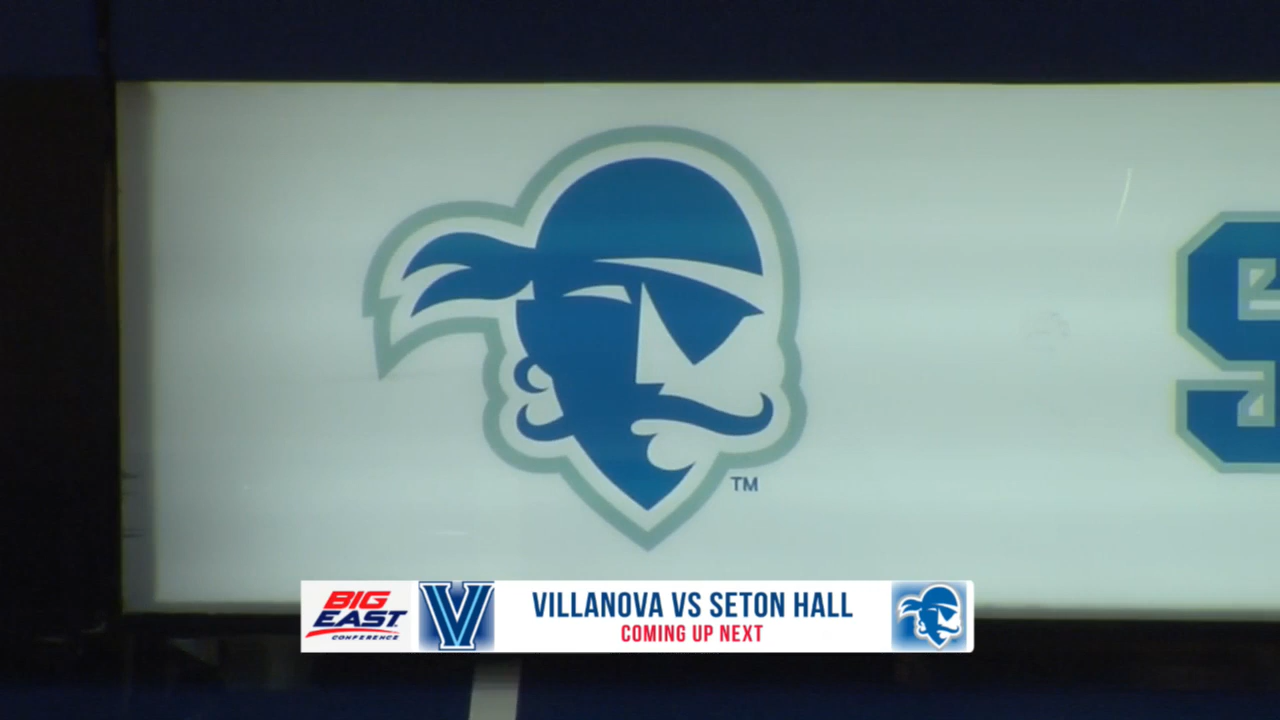 S
TM
BIG
EAST
CONFERENCE
V
VILLANOVA VS SETON HALL
COMING UP NEXT